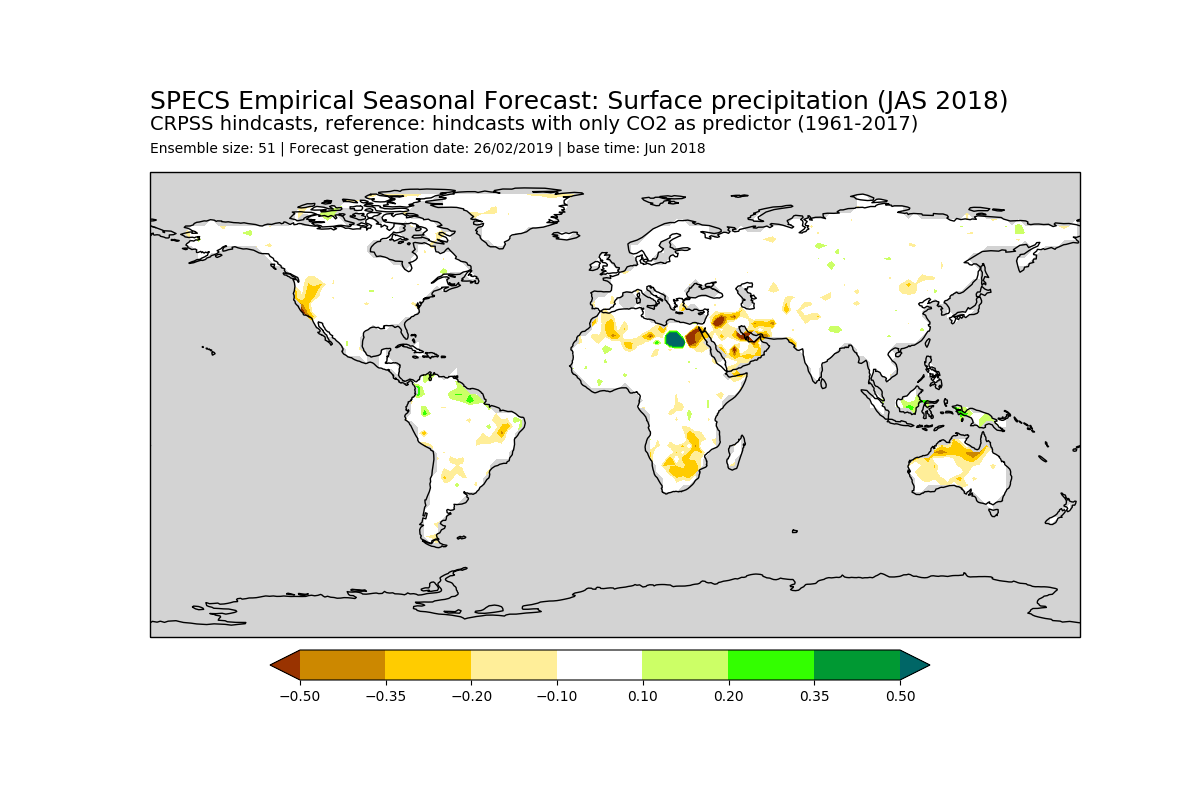 SPECS Empirical Seasonal Forecast: Surface precipitation (JAS 2018)
CRPSS hindcasts, reference: hindcasts with only CO2 as predictor (1961-2017)
Ensemble size: 51 | Forecast generation date: 26/02/2019 | base time: Jun 2018
−0.50 −0.35 −0.20 −0.10 0.10 0.20 0.35 0.50